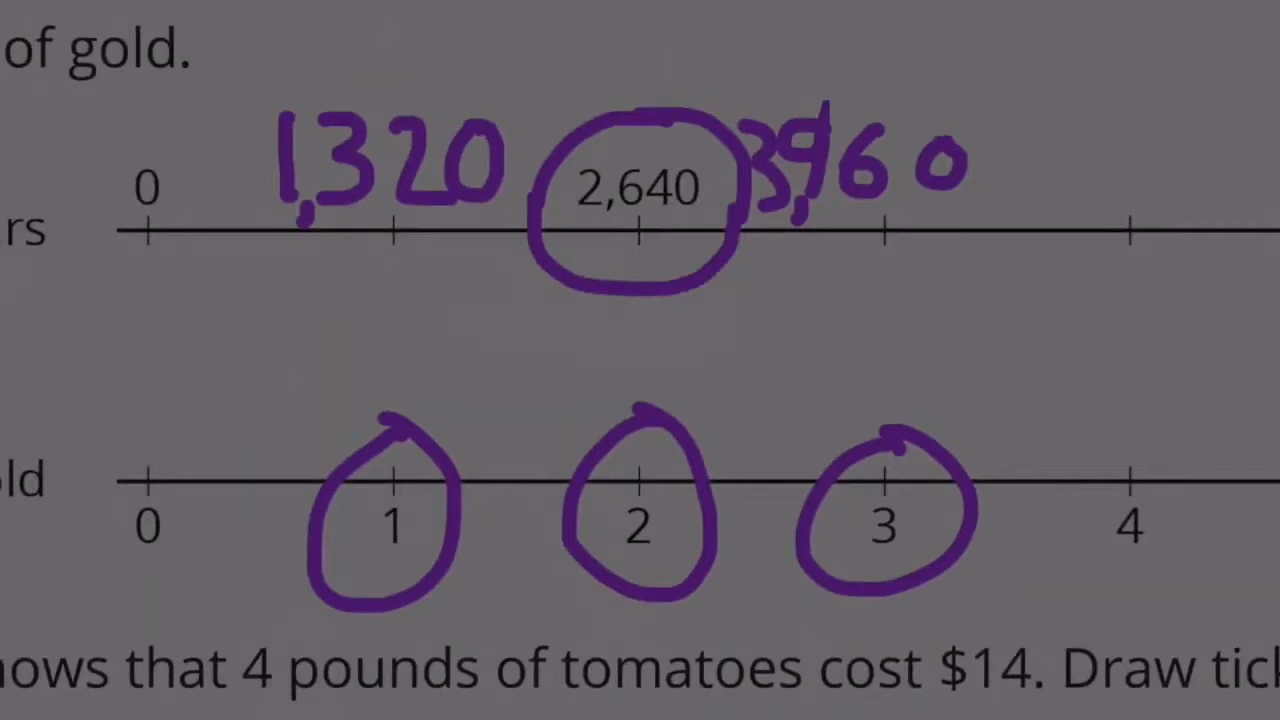 of gold.
1,320 3,960
0 2,640
rs
ld
0 1 2 3 4
hows that 4 pounds of tomatoes cost $14. Draw tick